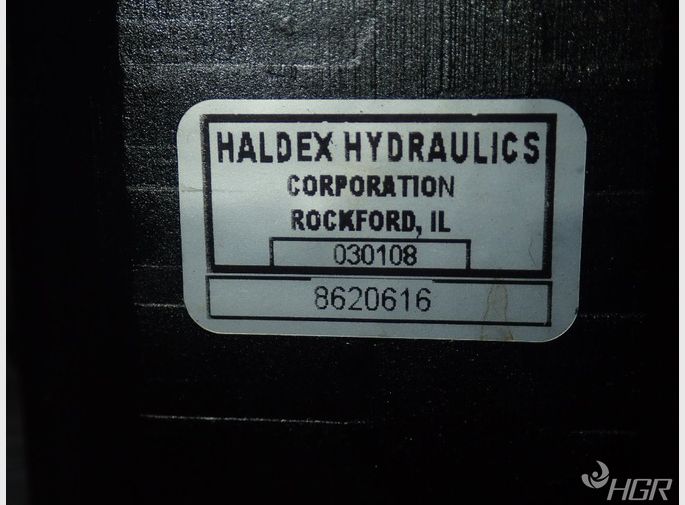 HALDEX HYDRAULICS
CORPORATION
ROCKFORD, IL
030108
8620616
HGR